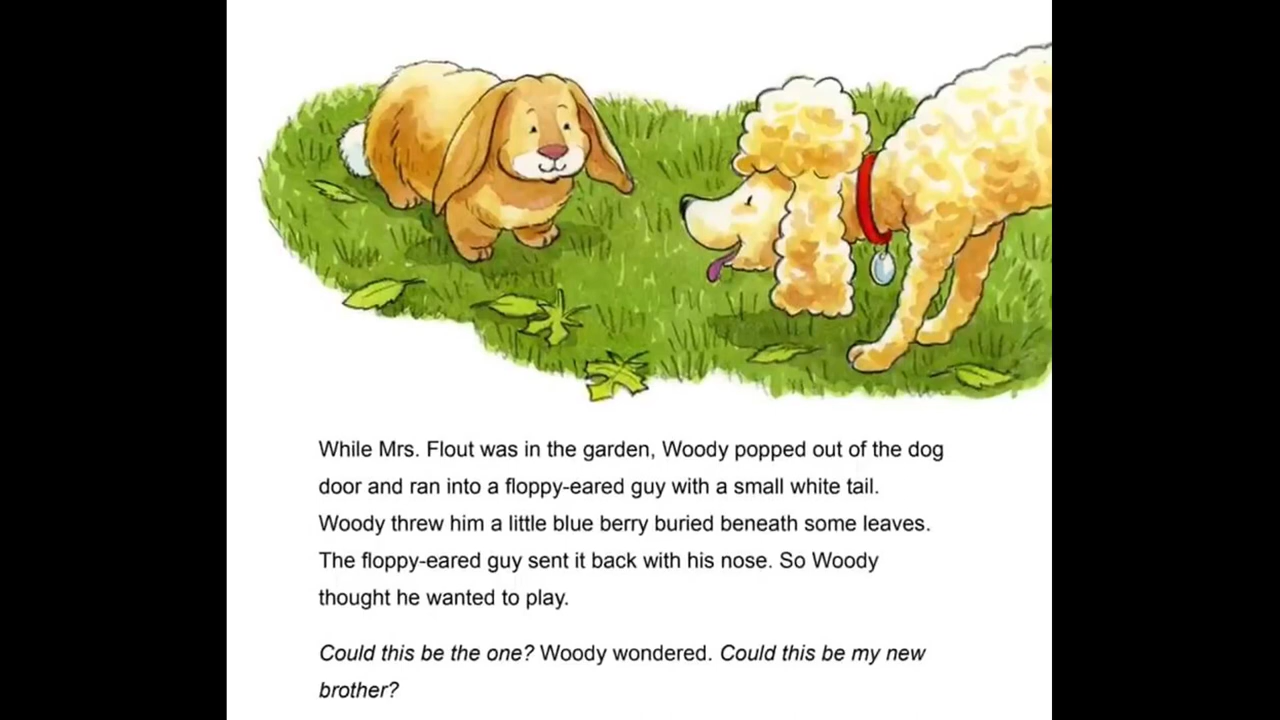 While Mrs. Flout was in the garden, Woody popped out of the dog
door and ran into a floppy-eared guy with a small white tail.
Woody threw him a little blue berry buried beneath some leaves.
The floppy-eared guy sent it back with his nose. So Woody
thought he wanted to play.
Could this be the one? Woody wondered. Could this be my new
brother?